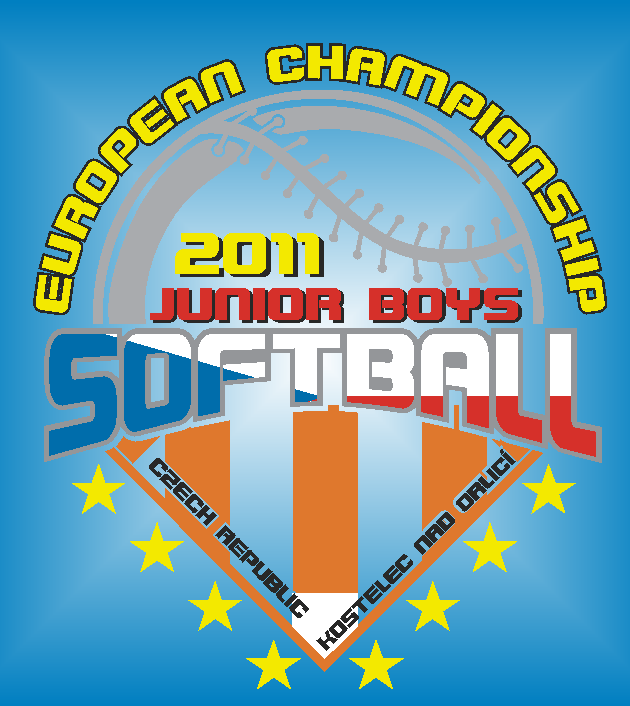 EUROPEAN CHAMPIONSHIP
2011
JUNIOR BOYS
SOFTBALL
CZECH REPUBLIC
KOSTELEC NAD ORLICÍ